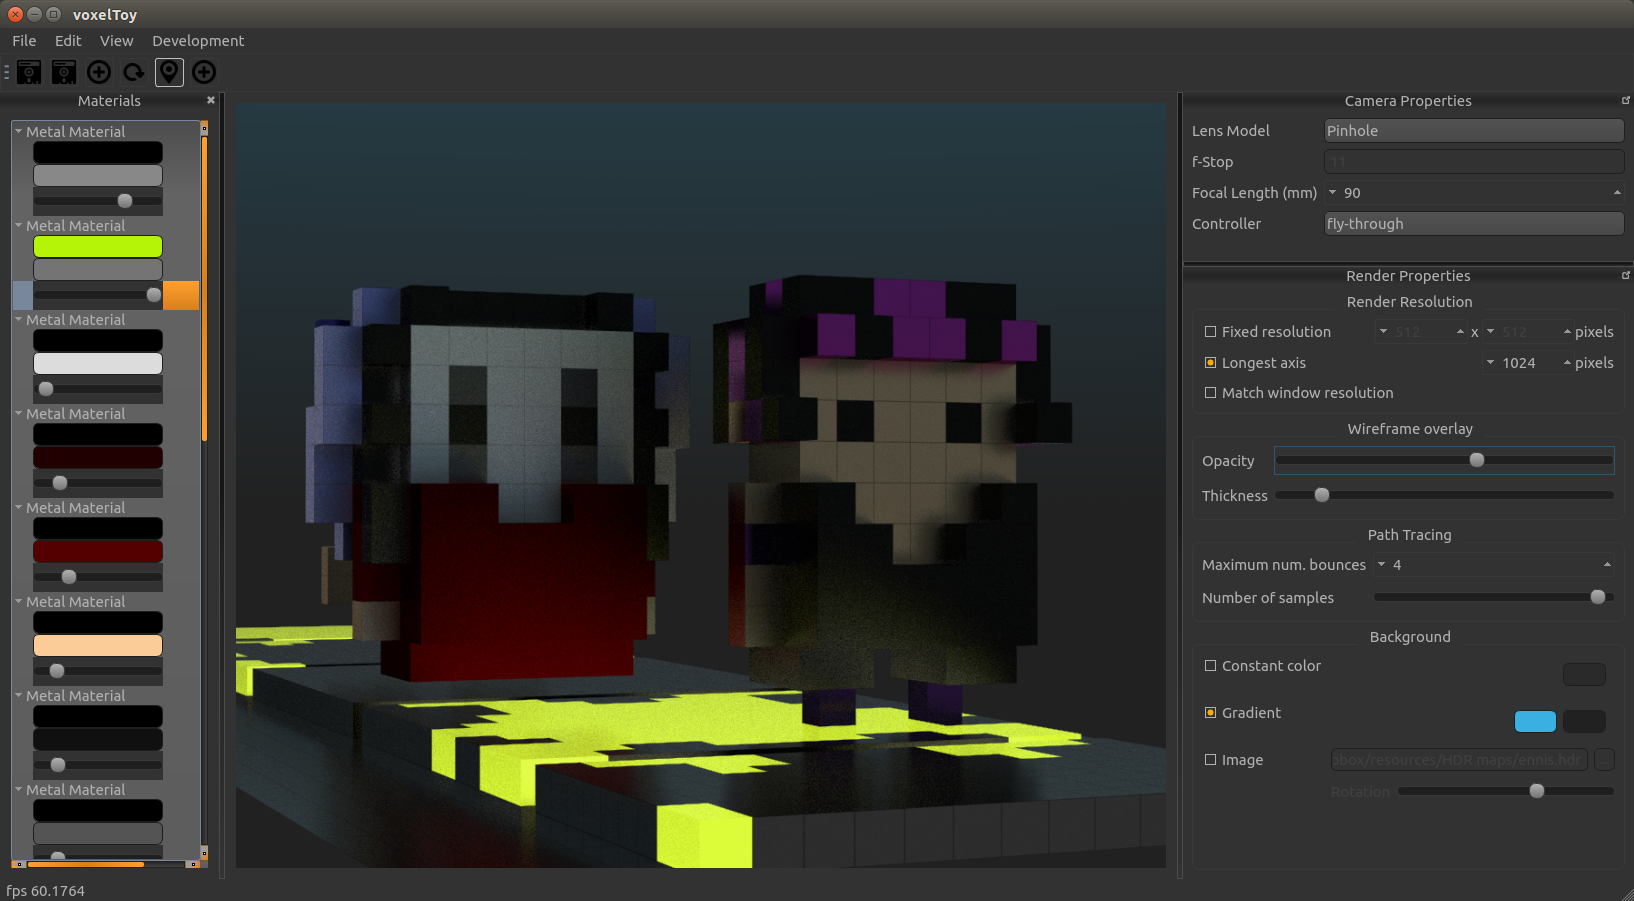 voxelToy
File Edit View Development
Materials
Metal Material
Metal Material
Metal Material
Metal Material
Metal Material
Metal Material
Metal Material
Metal Material
Camera Properties
Lens Model Pinhole
f-Stop 11
Focal Length (mm) 90
Controller fly-through
Render Properties
Render Resolution
Fixed resolution 512 x 512 pixels
Longest axis 1024 pixels
Match window resolution
Wireframe overlay
Opacity
Thickness
Path Tracing
Maximum num. bounces 4
Number of samples
Background
Constant color
Gradient
Image obox/resources/HDR maps/ennis.hdr ...
Rotation
fps 60.1764